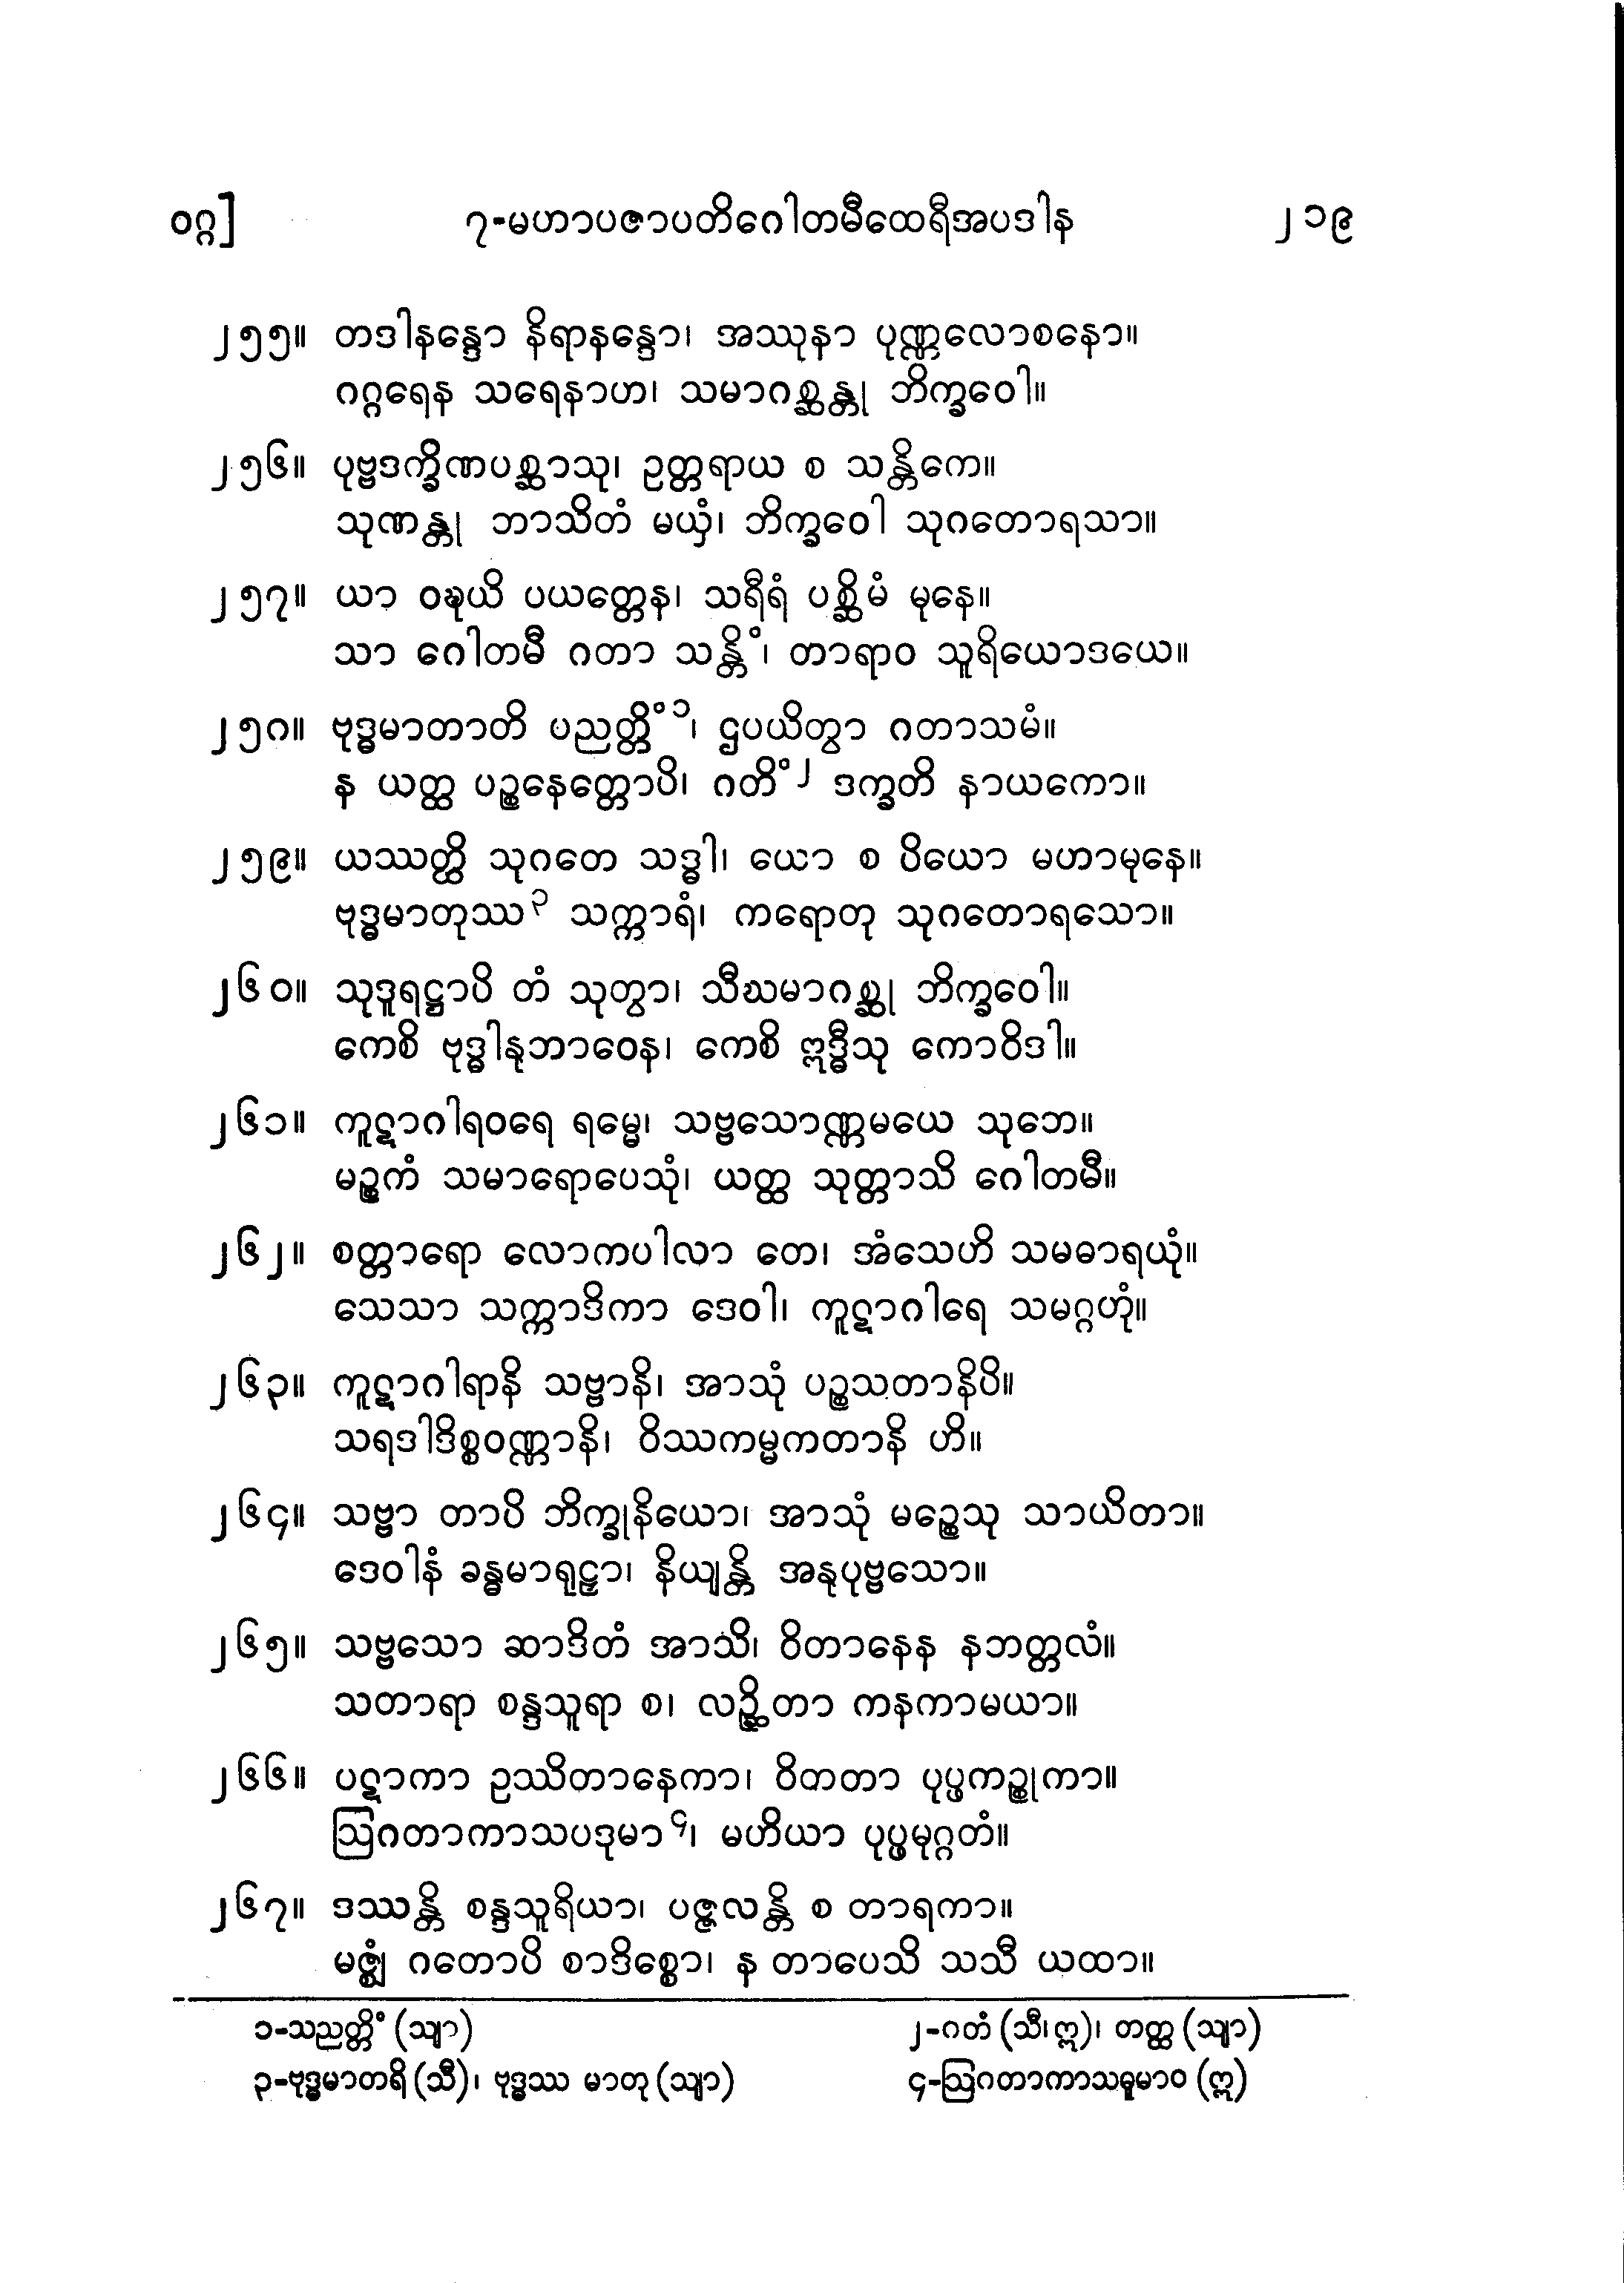 ဝဂ္ဂ] ၇-မဟာပဇာပတိဂေါတမီထေရီအပဒါန ၂၁၉
၂၅၅။ တဒါနန္ဒော နိရာနန္ဒော၊ အဿုနာ ပုဏ္ဏလောစနော။
ဂဂ္ဂရေန သရေနာဟ၊ သမာဂစ္ဆန္တု ဘိက္ခဝေါ။
၂၅၆။ ပုဗ္ဗဒက္ခိဏပစ္ဆာသု၊ ဥတ္တရာယ စ သန္တိကေ။
သုဏန္တု ဘာသိတံ မယှံ၊ ဘိက္ခဝေါ သုဂတောရသာ။
၂၅၇။ ယာ ဝဍ္ဎယိ ပယတ္တေန၊ သရီရံ ပစ္ဆိမံ မုနေ။
သာ ဂေါတမီ ဂတာ သန္တိံ၊ တာရာဝ သူရိယောဒယေ။
၂၅၈။ ဗုဒ္ဓမာတာတိ ပညတ္တိံ ၁၊ ဌပယိတွာ ဂတာသမံ။
န ယတ္ထ ပဉ္စနေတ္တောပိ၊ ဂတိံ ၂ ဒက္ခတိ နာယကော။
၂၅၉။ ယဿတ္ထိ သုဂတေ သဒ္ဓါ၊ ယော စ ပိယော မဟာမုနေ။
ဗုဒ္ဓမာတုဿ ၃ သက္ကာရံ၊ ကရောတု သုဂတောရသော။
၂၆၀။ သုဒူရဋ္ဌာပိ တံ သုတွာ၊ သီဃမာဂစ္ဆု ဘိက္ခဝေါ။
ကေစိ ဗုဒ္ဓါနုဘာဝေန၊ ကေစိ ဣဒ္ဓီသု ကောဝိဒါ။
၂၆၁။ ကူဋာဂါရဝရေ ရမ္မေ၊ သဗ္ဗသောဏ္ဏမယေ သုဘေ။
မဉ္စကံ သမာရောပေသုံ၊ ယတ္ထ သုတ္တာသိ ဂေါတမီ။
၂၆၂။ စတ္တာရော လောကပါလာ တေ၊ အံသေဟိ သမဓာရယုံ။
သေသာ သက္ကာဒိကာ ဒေဝါ၊ ကူဋာဂါရေ သမဂ္ဂဟုံ။
၂၆၃။ ကူဋာဂါရာနိ သဗ္ဗာနိ၊ အာသုံ ပဉ္စသတာနိပိ။
သရဒါဒိစ္စဝဏ္ဏာနိ၊ ဝိဿကမ္မကတာနိ ဟိ။
၂၆၄။ သဗ္ဗာ တာပိ ဘိက္ခုနိယော၊ အာသုံ မဉ္စေသု သာယိတာ။
ဒေဝါနံ ခန္ဓမာရုဠှာ၊ နိယျန္တိ အနုပုဗ္ဗသော။
၂၆၅။ သဗ္ဗသော ဆာဒိတံ အာသိ၊ ဝိတာနေန နဘတ္တလံ။
သတာရာ စန္ဒသူရာ စ၊ လဉ္ဆိတာ ကနကာမယာ။
၂၆၆။ ပဋာကာ ဥဿိတာနေကာ၊ ဝိတတာ ပုပ္ဖကဉ္စုကာ။
ဩဂတာကာသပဒုမာ ၄၊ မဟိယာ ပုပ္ဖမုဂ္ဂတံ။
၂၆၇။ ဒဿန္တိ စန္ဒသူရိယာ၊ ပဇ္ဇလန္တိ စ တာရကာ။
မဇ္ဈံ ဂတောပိ စာဒိစ္စော၊ န တာပေသိ သသီ ယထာ။
၁-သညတ္တိံ (သျာ) ၂-ဂတံ (သီ၊ ဣ)၊ တတ္ထ (သျာ)
၃-ဗုဒ္ဓမာတရိ (သီ)၊ ဗုဒ္ဓဿ မာတု (သျာ) ၄-ဩဂတာကာသဓူမာဝ (ဣ)